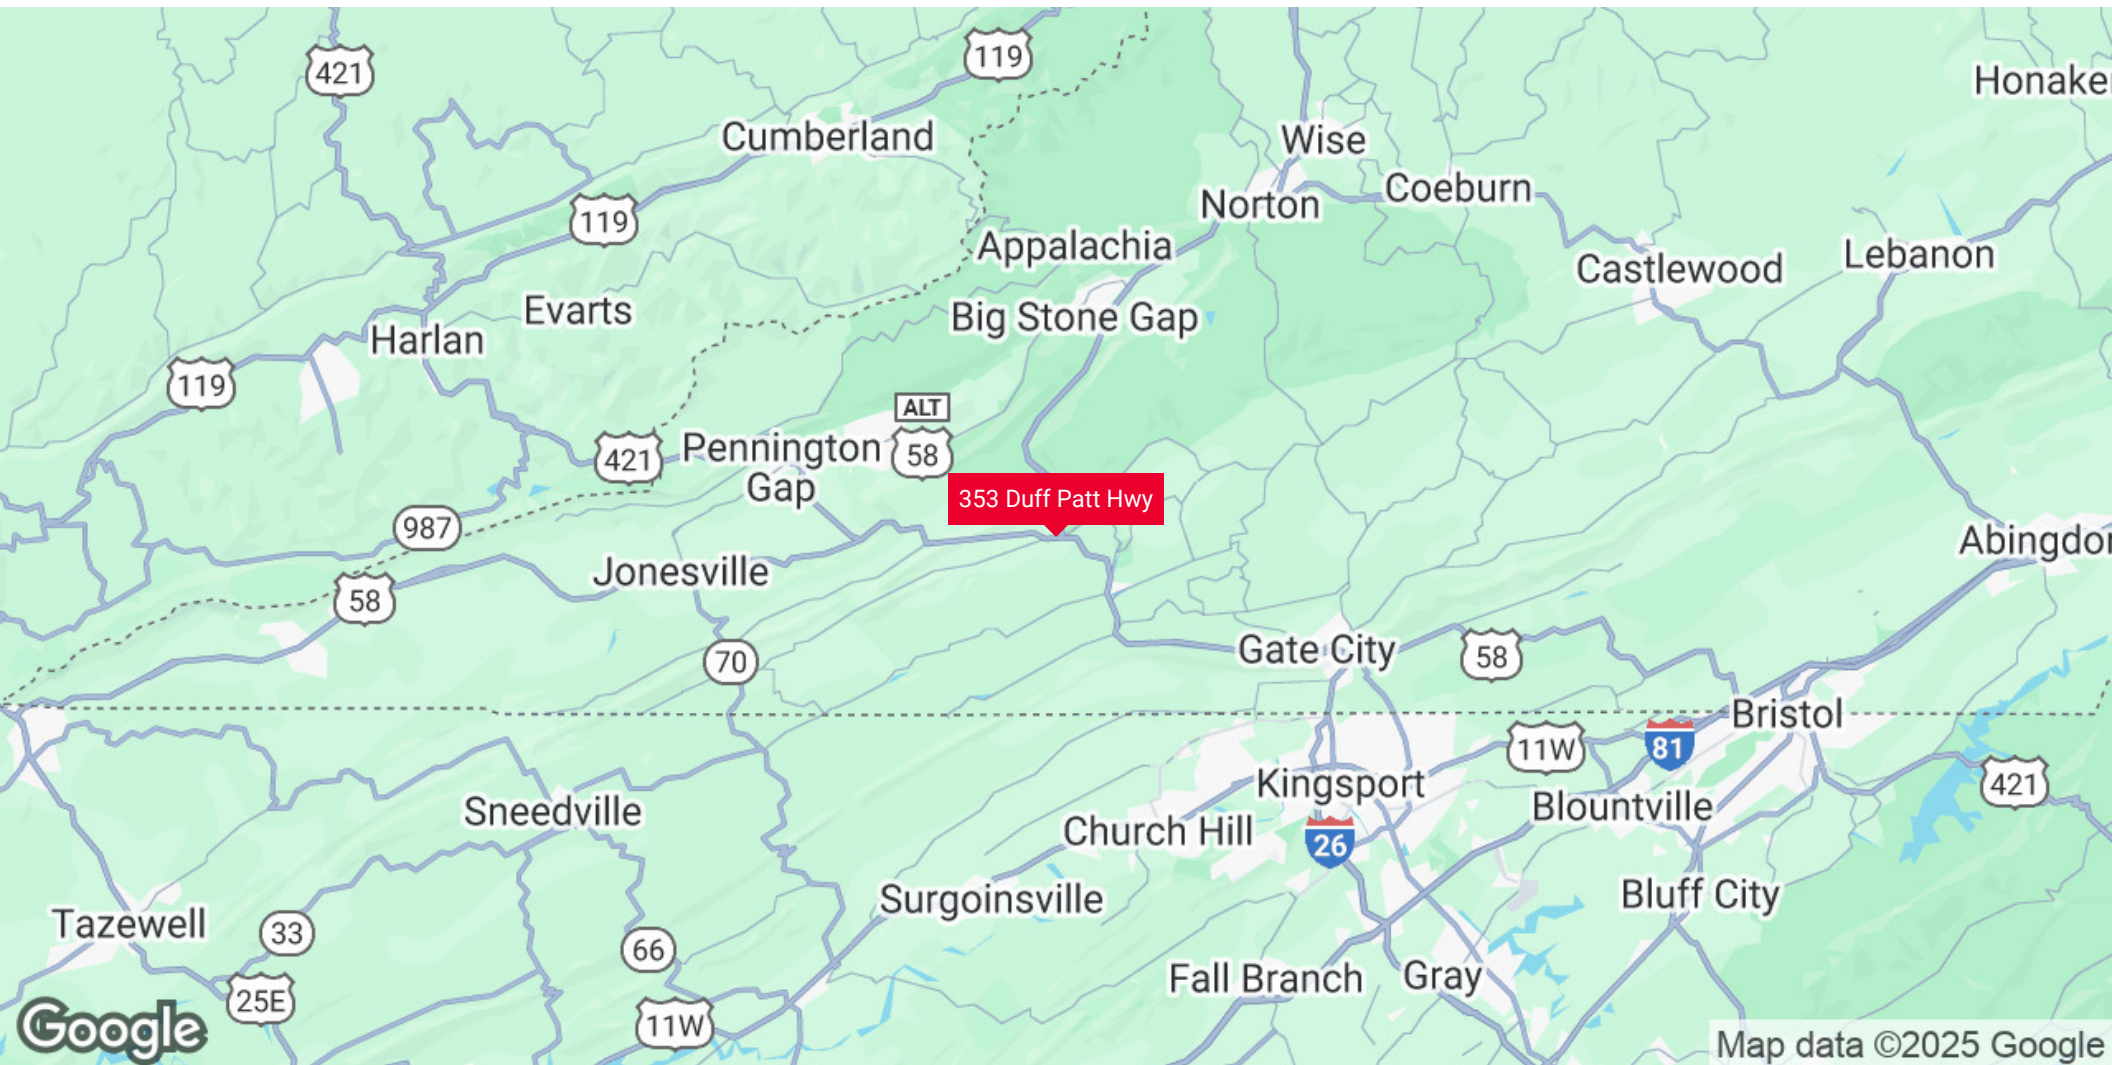 119
421
Honaker
Cumberland
Wise
Coeburn
Norton
119
Appalachia
Lebanon
Castlewood
Evarts
Big Stone Gap
Harlan
119
ALT
58
Pennington
Gap
421
353 Duff Patt Hwy
987
Abingdon
Jonesville
58
Gate City
58
70
Bristol
11W
81
Kingsport
421
Sneedville
Blountville
Church Hill
26
Surgoinsville
Bluff City
Tazewell
33
66
Fall Branch
Gray
25E
11W
Google
Map data ©2025 Google